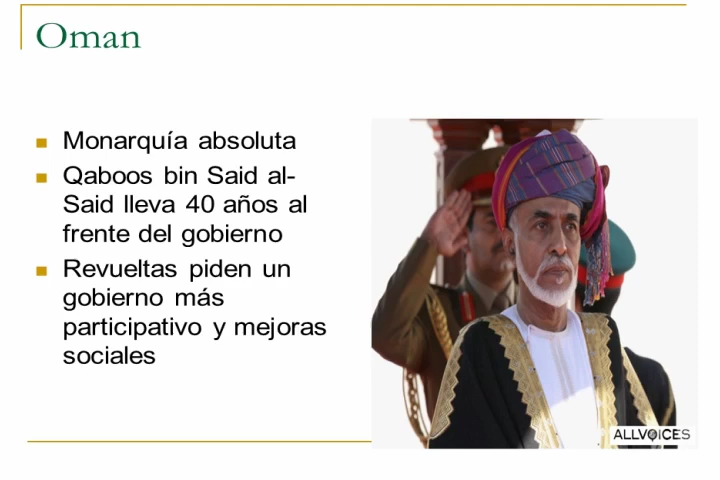 Oman
Monarquía absoluta
Qaboos bin Said al-
Said lleva 40 años al
frente del gobierno
Revueltas piden un
gobierno más
participativo y mejoras
sociales
ALLVOICES